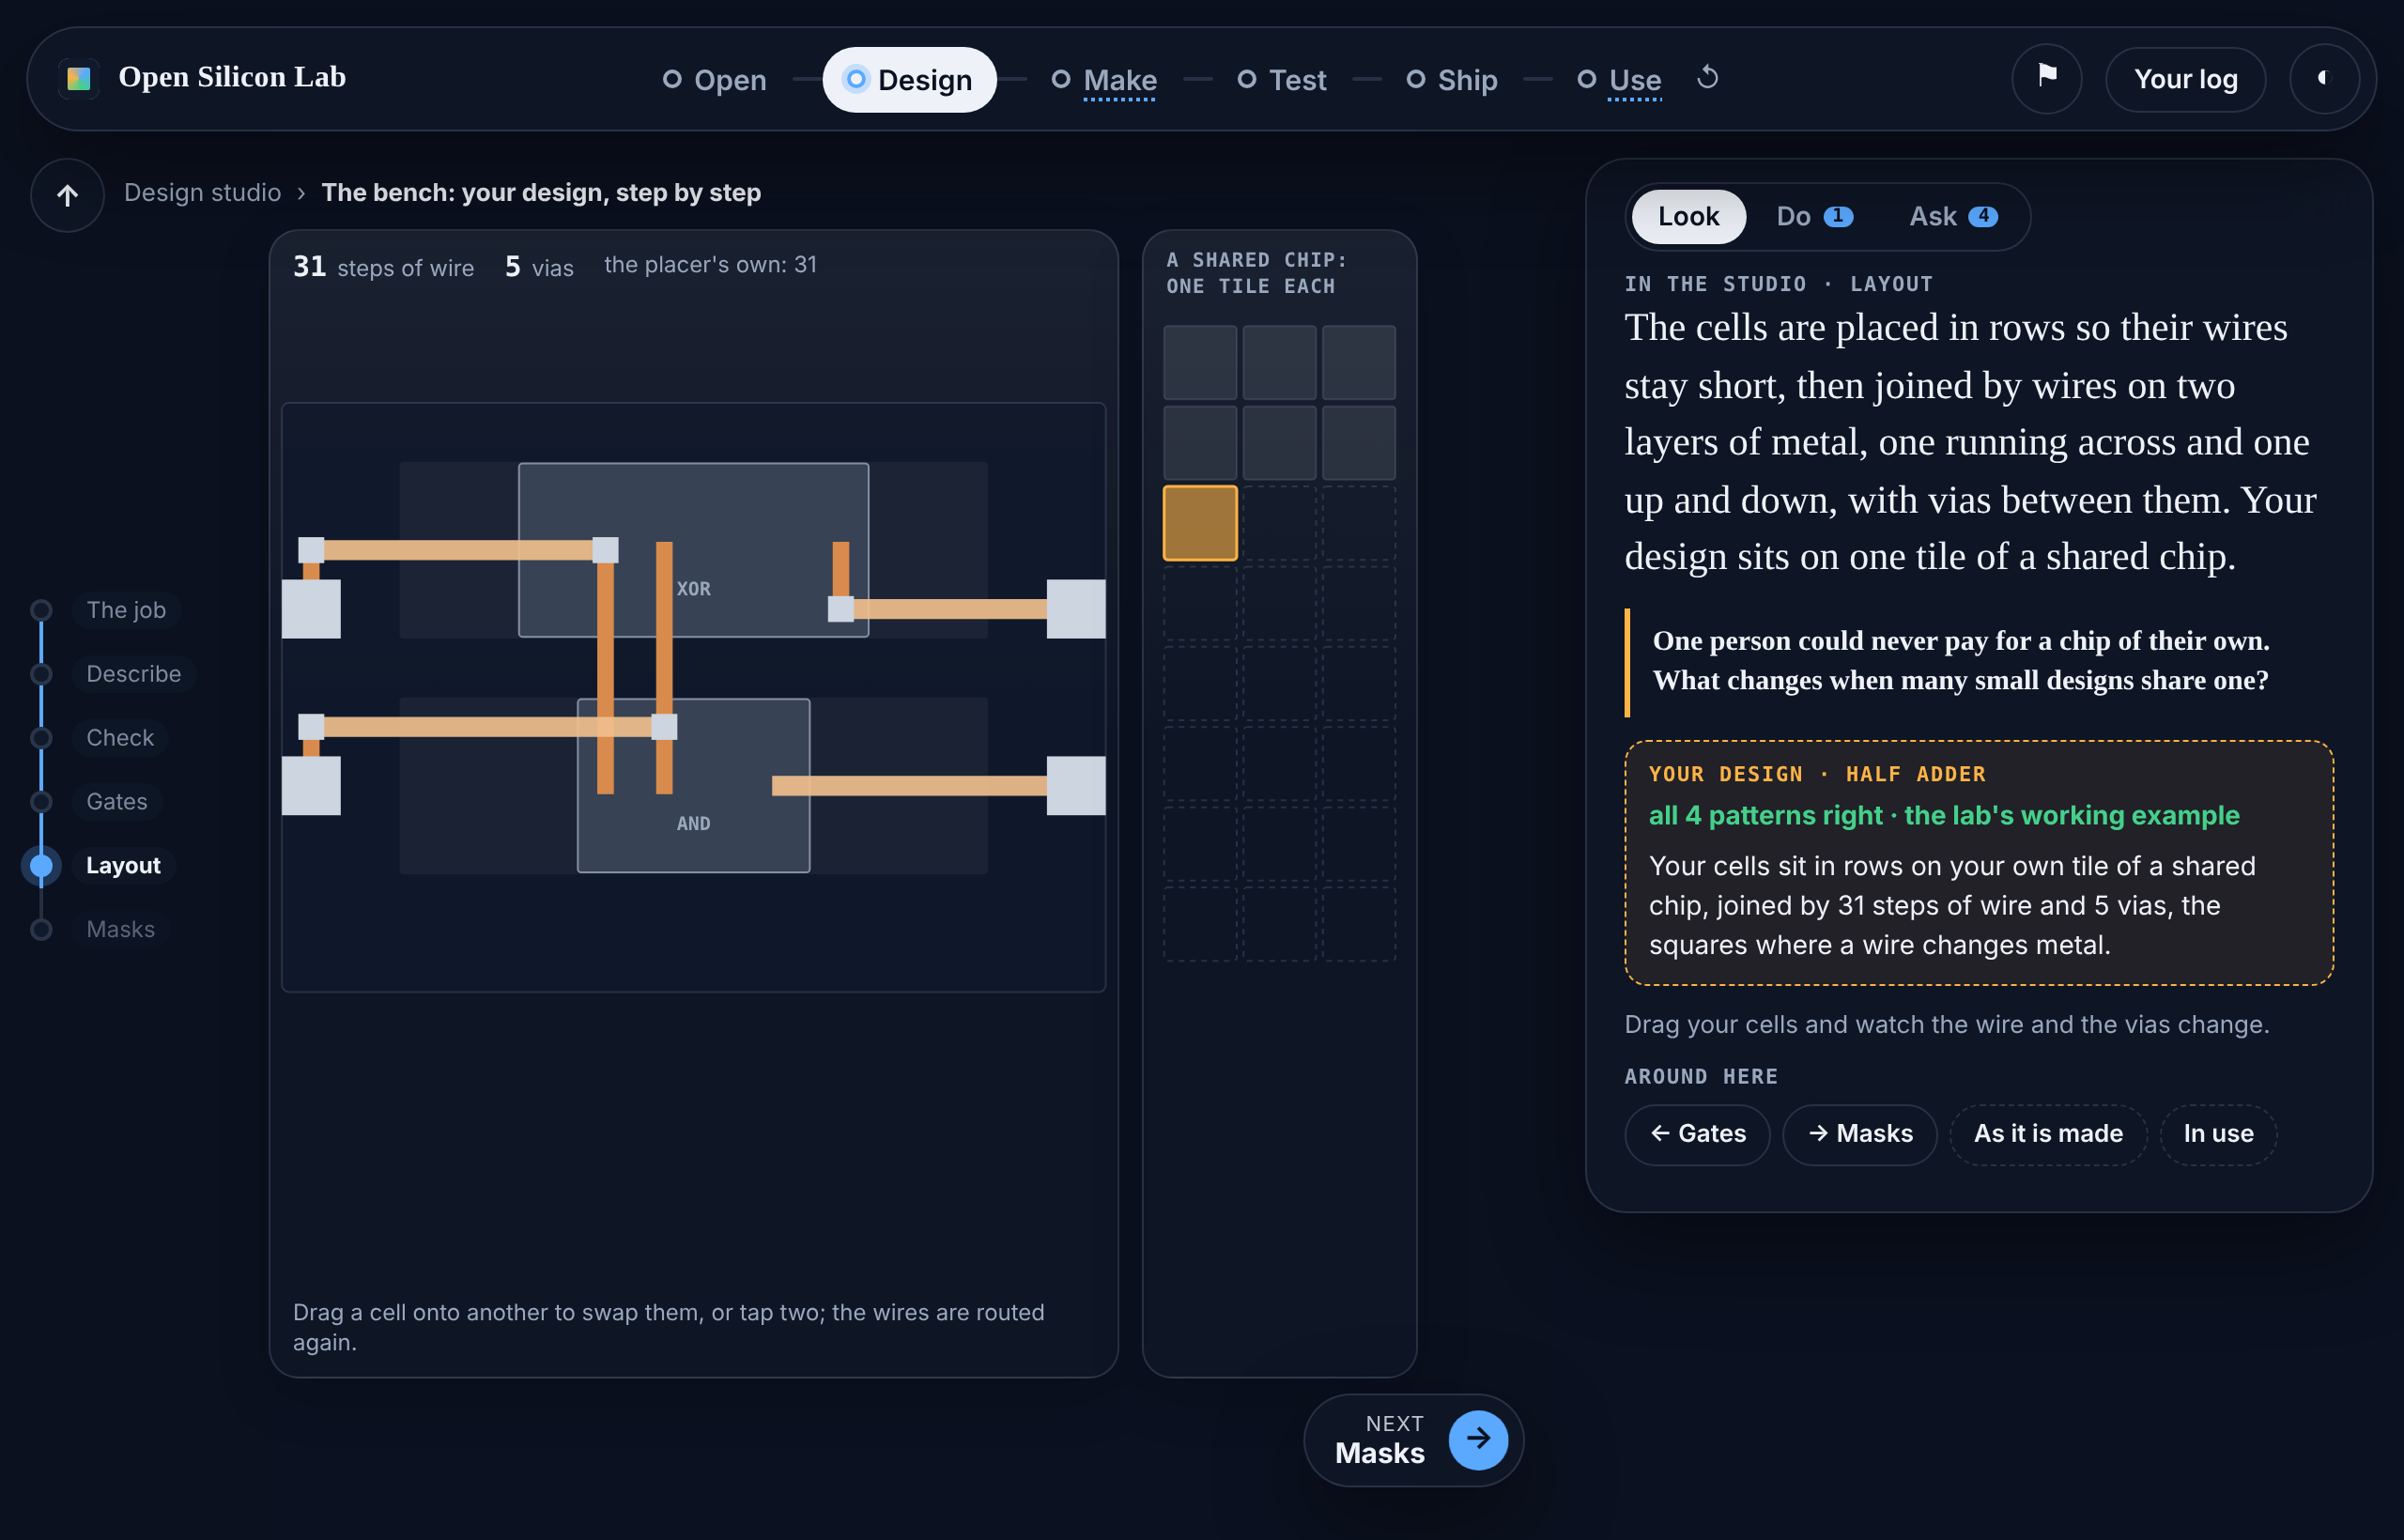 Open Silicon Lab
Open
Design
Make
Test
Ship
Use
Your log
Design studio › The bench: your design, step by step
The job
Describe
Check
Gates
Layout
Masks
31 steps of wire 5 vias the placer's own: 31
XOR
AND
Drag a cell onto another to swap them, or tap two; the wires are routed
again.
A SHARED CHIP:
ONE TILE EACH
NEXT
Masks
Look
Do 1
Ask 4
IN THE STUDIO · LAYOUT
The cells are placed in rows so their wires
stay short, then joined by wires on two
layers of metal, one running across and one
up and down, with vias between them. Your
design sits on one tile of a shared chip.
One person could never pay for a chip of their own.
What changes when many small designs share one?
YOUR DESIGN · HALF ADDER
all 4 patterns right · the lab's working example
Your cells sit in rows on your own tile of a shared
chip, joined by 31 steps of wire and 5 vias, the
squares where a wire changes metal.
Drag your cells and watch the wire and the vias change.
AROUND HERE
← Gates
→ Masks
As it is made
In use